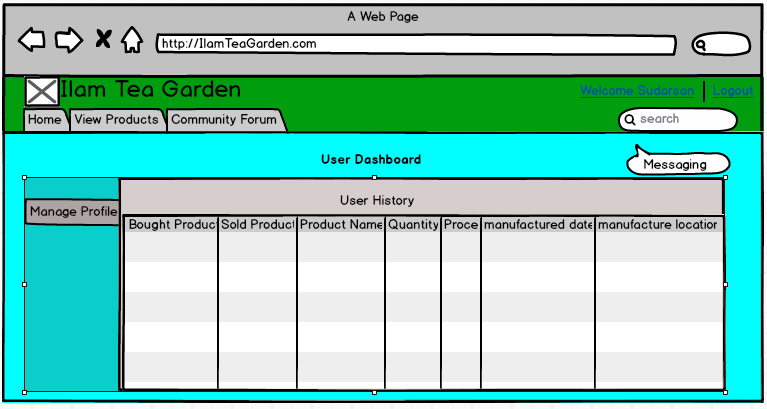 A Web Page
http://IlamTeaGarden.com
Ilam Tea Garden
Welcome Sudarsan
Logout
Home
View Products
Community Forum
search
User Dashboard
Messaging
User History
Manage Profile
Bought Produc
Sold Product
Product Name
Quantity
Proce
manufactured date
manufacture location